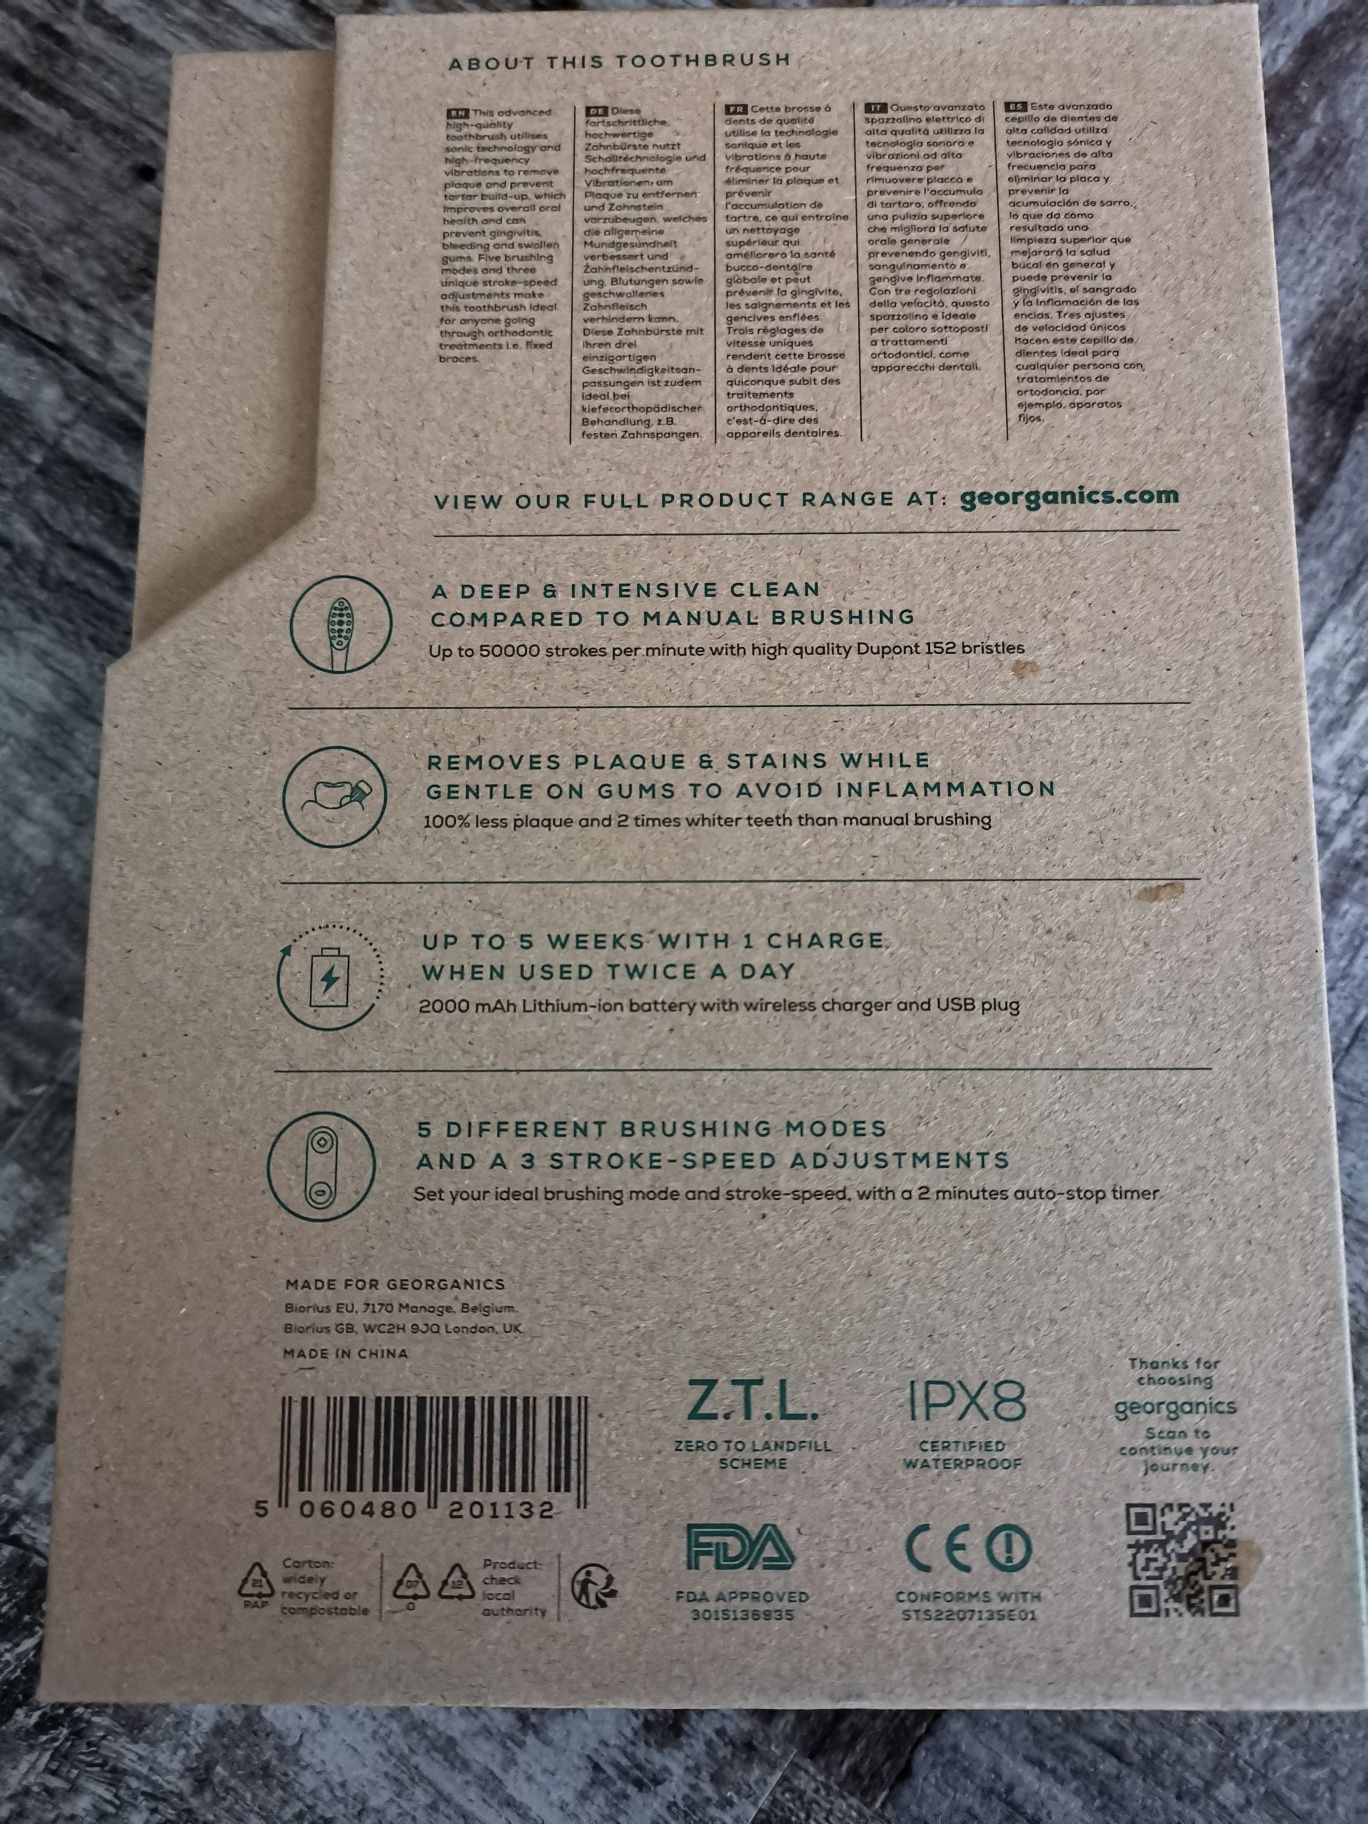 ABOUT THIS TOOTHBRUSH
EN This advanced
high-quality
toothbrush utilises
sonic technology and
high-frequency
vibrations to remove
plaque and prevent
tartar build-up, which
improves overall oral
health and can
prevent gingivitis,
bleeding and swollen
gums. Five brushing
modes and three
unique stroke-speed
adjustments make
this toothbrush ideal
for anyone going
through orthodontic
treatments i.e. fixed
braces.
DE Diese
fortschrittliche,
hochwertige
Zahnbürste nutzt
Schalltechnologie und
hochfrequente
Vibrationen, um
Plaque zu entfernen
und Zahnstein
vorzubeugen, welches
die allgemeine
Mundgesundheit
verbessert und
Zahnfleischentzünd-
ung, Blutungen sowie
geschwollenes
Zahnfleisch
verhindern kann.
Diese Zahnbürste mit
ihren drei
einzigartigen
Geschwindigkeitsan-
passungen ist zudem
ideal bei
kieferorthopädischer
Behandlung, z.B.
festen Zahnspangen.
FR Cette brosse à
dents de qualité
utilise la technologie
sonique et les
vibrations à haute
fréquence pour
éliminer la plaque et
prévenir
l'accumulation de
tartre, ce qui entraîne
un nettoyage
supérieur qui
améliorera la santé
bucco-dentaire
globale et peut
prévenir la gingivite,
les saignements et les
gencives enflées.
Trois réglages de
vitesse uniques
rendent cette brosse
à dents idéale pour
quiconque subit des
traitements
orthodontiques,
c'est-à-dire des
appareils dentaires.
IT Questo avanzato
spazzolino elettrico di
alta qualità utilizza la
tecnologia sonora e
vibrazioni ad alta
frequenza per
rimuovere placca e
prevenire l'accumulo
di tartaro, offrendo
una pulizia superiore
che migliora la salute
orale generale
prevenendo gengiviti,
sanguinamento e
gengive infiammate.
Con tre regolazioni
della velocità, questo
spazzolino è ideale
per coloro sottoposti
a trattamenti
ortodontici, come
apparecchi dentali.
ES Este avanzado
cepillo de dientes de
alta calidad utiliza
tecnología sónica y
vibraciones de alta
frecuencia para
eliminar la placa y
prevenir la
acumulación de sarro,
lo que da como
resultado una
limpieza superior que
mejorará la salud
bucal en general y
puede prevenir la
gingivitis, el sangrado
y la inflamación de las
encías. Tres ajustes
de velocidad únicos
hacen este cepillo de
dientes ideal para
cualquier persona con
tratamientos de
ortodoncia, por
ejemplo, aparatos
fijos.
VIEW OUR FULL PRODUCT RANGE AT: georganics.com
A DEEP & INTENSIVE CLEAN
COMPARED TO MANUAL BRUSHING
Up to 50000 strokes per minute with high quality Dupont 152 bristles
REMOVES PLAQUE & STAINS WHILE
GENTLE ON GUMS TO AVOID INFLAMMATION
100% less plaque and 2 times whiter teeth than manual brushing
UP TO 5 WEEKS WITH 1 CHARGE
WHEN USED TWICE A DAY
2000 mAh Lithium-ion battery with wireless charger and USB plug
5 DIFFERENT BRUSHING MODES
AND A 3 STROKE-SPEED ADJUSTMENTS
Set your ideal brushing mode and stroke-speed, with a 2 minutes auto-stop timer
MADE FOR GEORGANICS
Biorius EU, 7170 Manage, Belgium.
Biorius GB, WC2H 9JQ London, UK
MADE IN CHINA
5 060480 201132
Z.T.L.
ZERO TO LANDFILL
SCHEME
IPX8
CERTIFIED
WATERPROOF
Thanks for
choosing
georganics
Scan to
continue your
journey.
FDA
FDA APPROVED
3015136935
CE
CONFORMS WITH
STS2207135E01
21
PAP
Carton:
widely
recycled or
compostable
07
O
12
Product:
check
local
authority